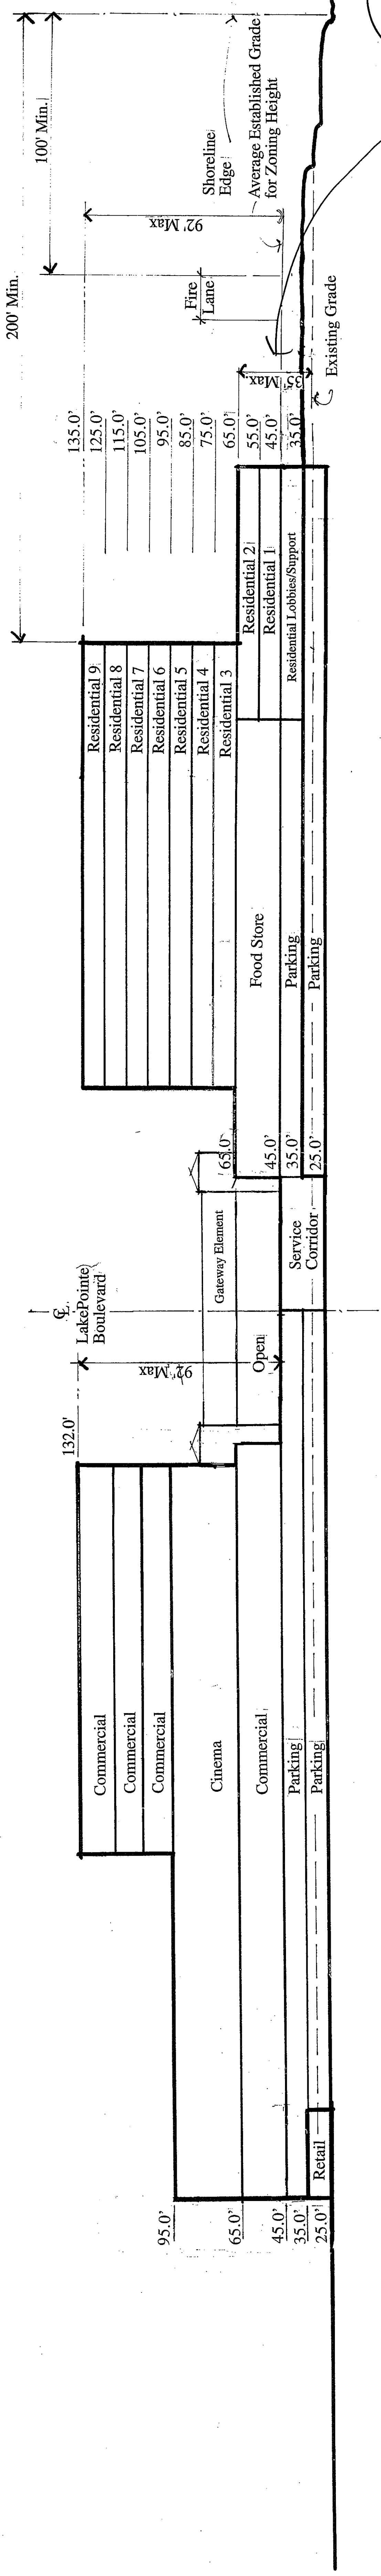 200' Min.
100' Min.
Shoreline
Edge
Average Established Grade
for Zoning Height
92' Max
Fire
Lane
35' Max
Existing Grade
135.0'
125.0'
115.0'
105.0'
95.0'
85.0'
75.0'
65.0'
55.0'
45.0'
35.0'
Residential 9
Residential 8
Residential 7
Residential 6
Residential 5
Residential 4
Residential 3
Residential 2
Residential 1
Residential Lobbies/Support
Food Store
Parking
Parking
65.0'
45.0'
35.0'
25.0'
Gateway Element
Service
Corridor
Open
℄
LakePointe
Boulevard
92' Max
132.0'
Commercial
Commercial
Commercial
Cinema
Commercial
Parking
Parking
Retail
95.0'
65.0'
45.0'
35.0'
25.0'